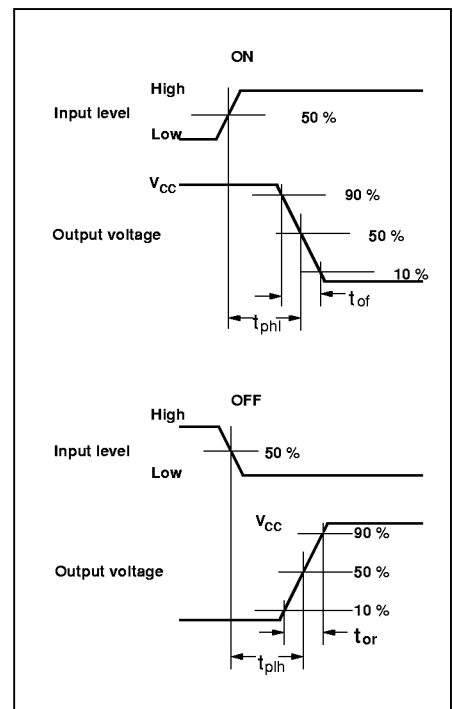 ON
High
Input level
50 %
Low
VCC
90 %
Output voltage
50 %
10 %
tof
tphl
OFF
High
Input level
50 %
Low
VCC
90 %
Output voltage
50 %
10 %
tor
tplh